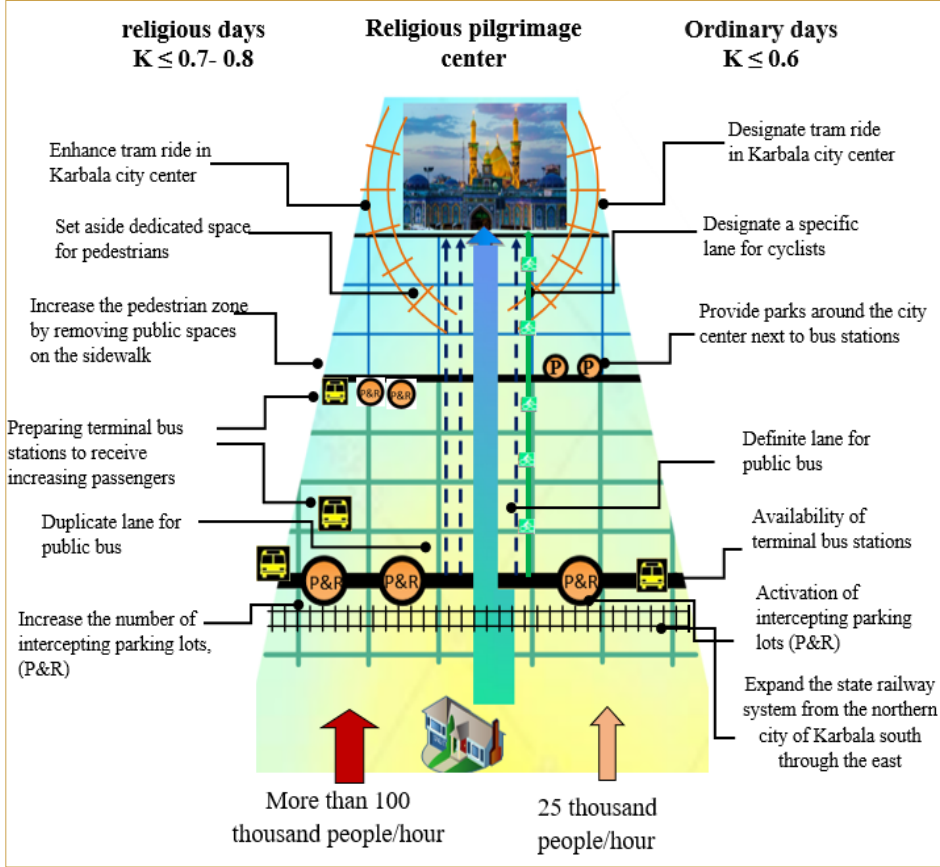 religious days
K ≤ 0.7- 0.8
Religious pilgrimage
center
Ordinary days
K ≤ 0.6
Enhance tram ride in
Karbala city center
Set aside dedicated space
for pedestrians
Increase the pedestrian zone
by removing public spaces
on the sidewalk
Preparing terminal bus
stations to receive
increasing passengers
Duplicate lane for
public bus
Increase the number of
intercepting parking lots,
(P&R)
P&R
P&R
P&R
P&R
P
P
P&R
Designate tram ride
in Karbala city center
Designate a specific
lane for cyclists
Provide parks around the city
center next to bus stations
Definite lane for
public bus
Availability of
terminal bus stations
Activation of
intercepting parking
lots (P&R)
Expand the state railway
system from the northern
city of Karbala south
through the east
More than 100
thousand people/hour
25 thousand
people/hour